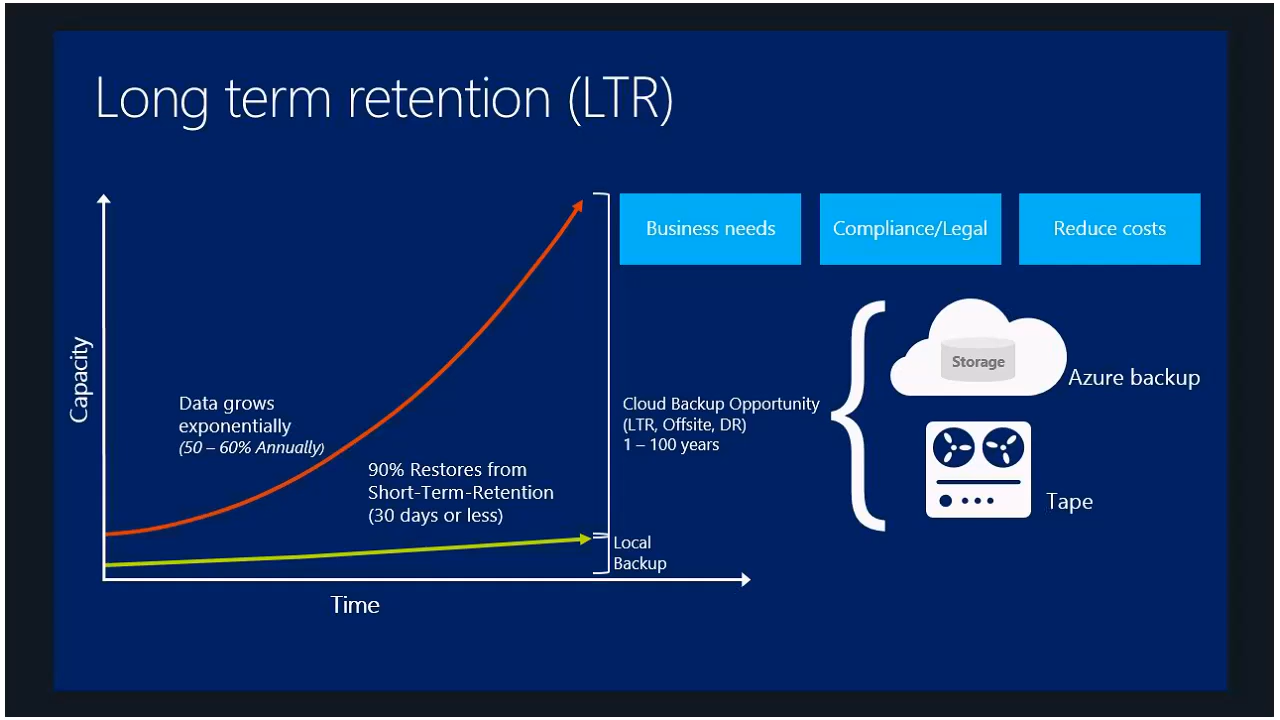 Long term retention (LTR)
Business needs
Compliance/Legal
Reduce costs
Capacity
Data grows
exponentially
(50 – 60% Annually)
90% Restores from
Short-Term-Retention
(30 days or less)
Cloud Backup Opportunity
(LTR, Offsite, DR)
1 – 100 years
Storage
Azure backup
Tape
Local
Backup
Time